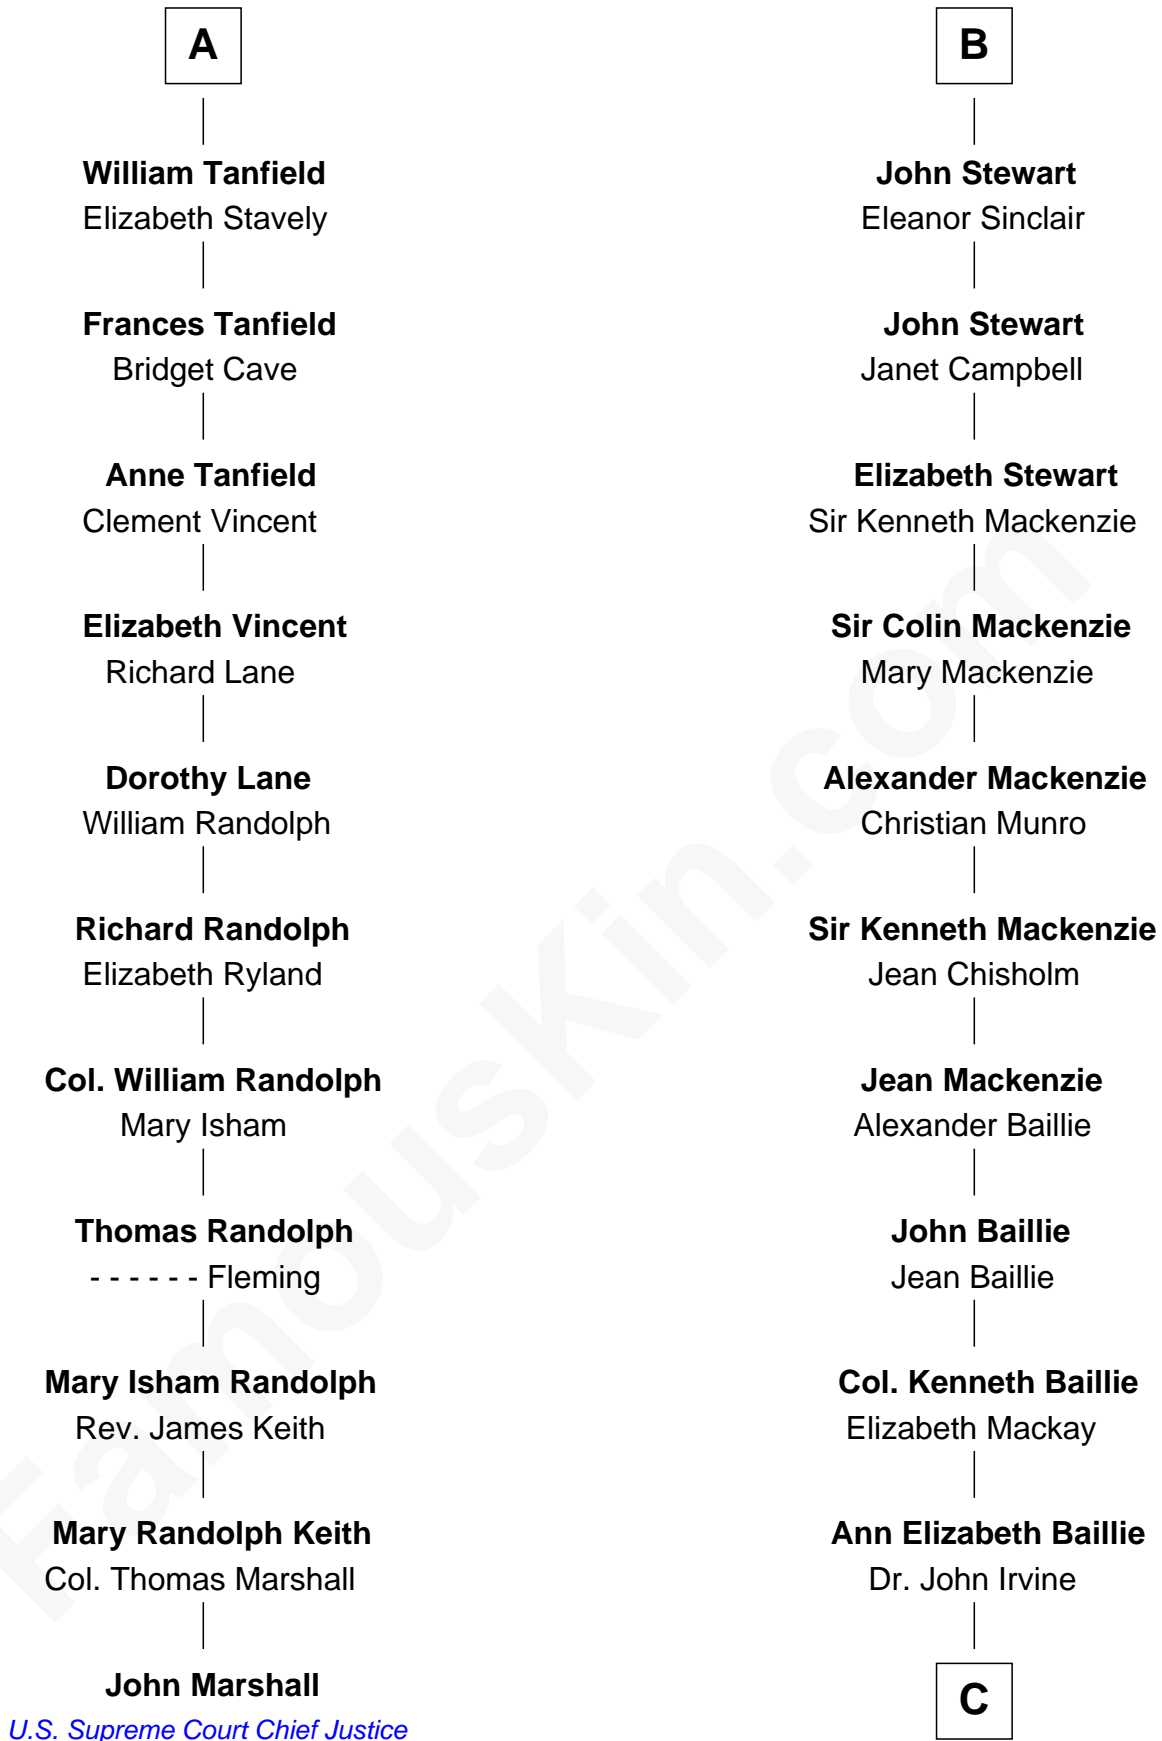 A
William Tanfield
Elizabeth Stavely
Frances Tanfield
Bridget Cave
Anne Tanfield
Clement Vincent
Elizabeth Vincent
Richard Lane
Dorothy Lane
William Randolph
Richard Randolph
Elizabeth Ryland
Col. William Randolph
Mary Isham
Thomas Randolph
- - - - - - Fleming
Mary Isham Randolph
Rev. James Keith
Mary Randolph Keith
Col. Thomas Marshall
John Marshall
U.S. Supreme Court Chief Justice
B
John Stewart
Eleanor Sinclair
John Stewart
Janet Campbell
Elizabeth Stewart
Sir Kenneth Mackenzie
Sir Colin Mackenzie
Mary Mackenzie
Alexander Mackenzie
Christian Munro
Sir Kenneth Mackenzie
Jean Chisholm
Jean Mackenzie
Alexander Baillie
John Baillie
Jean Baillie
Col. Kenneth Baillie
Elizabeth Mackay
Ann Elizabeth Baillie
Dr. John Irvine
C
FamousKin.com